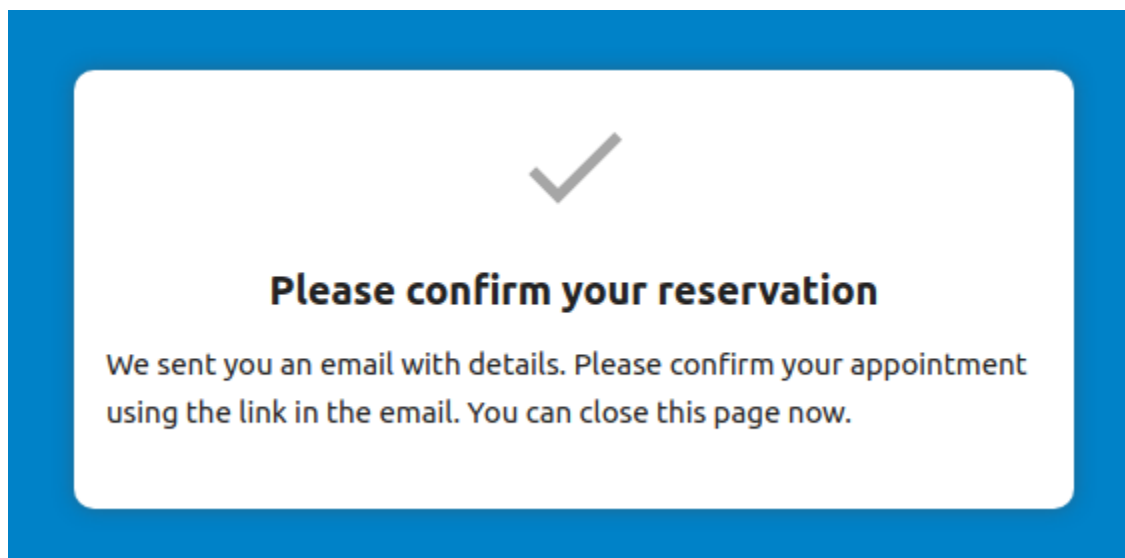 Please confirm your reservation
We sent you an email with details. Please confirm your appointment
using the link in the email. You can close this page now.